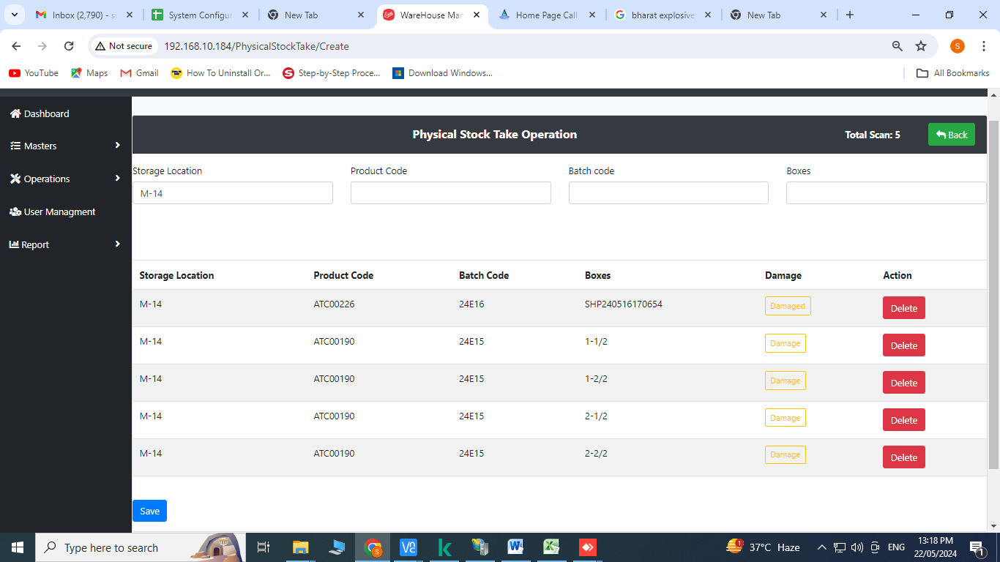 Inbox (2,790) - s
System Configur
New Tab
WareHouse Man
Home Page Call
bharat explosive
New Tab
Not secure
192.168.10.184/PhysicalStockTake/Create
S
YouTube
Maps
Gmail
How To Uninstall Or...
Step-by-Step Proce...
Download Windows...
All Bookmarks
Dashboard
Masters
Operations
User Managment
Report
Physical Stock Take Operation
Total Scan: 5
Back
Storage Location Product Code Batch code Boxes
M-14
Storage Location Product Code Batch Code Boxes Damage Action
M-14 ATC00226 24E16 SHP240516170654 Damaged Delete
M-14 ATC00190 24E15 1-1/2 Damage Delete
M-14 ATC00190 24E15 1-2/2 Damage Delete
M-14 ATC00190 24E15 2-1/2 Damage Delete
M-14 ATC00190 24E15 2-2/2 Damage Delete
Save
Type here to search
37°C Haze
ENG
13:18 PM
22/05/2024
1